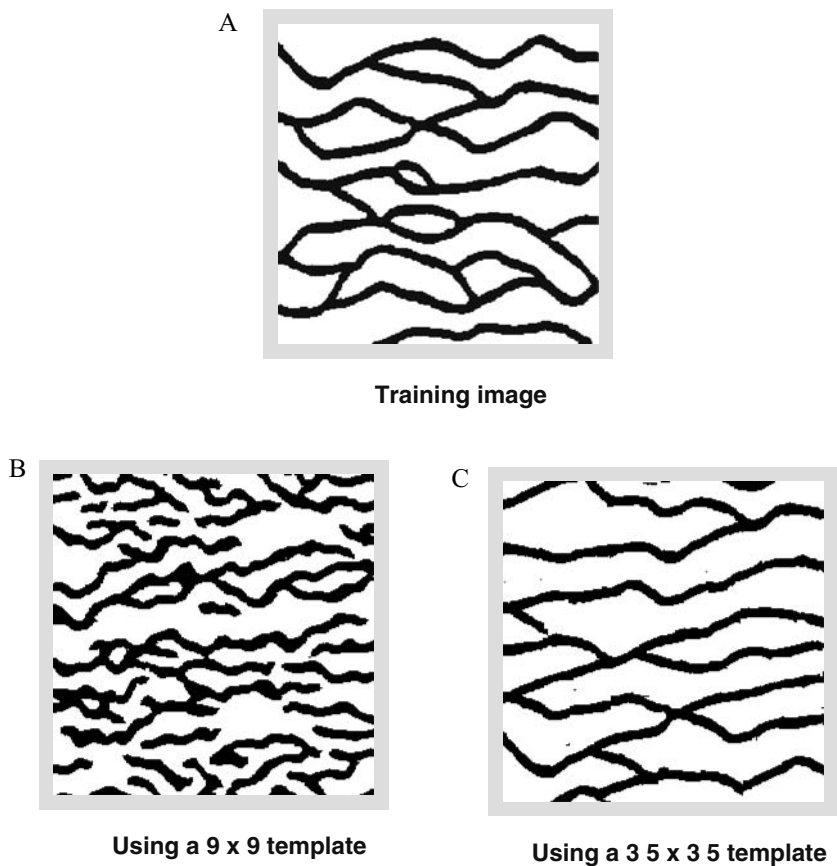 A
Training image
B
C
Using a 9 x 9 template
Using a 3 5 x 3 5 template